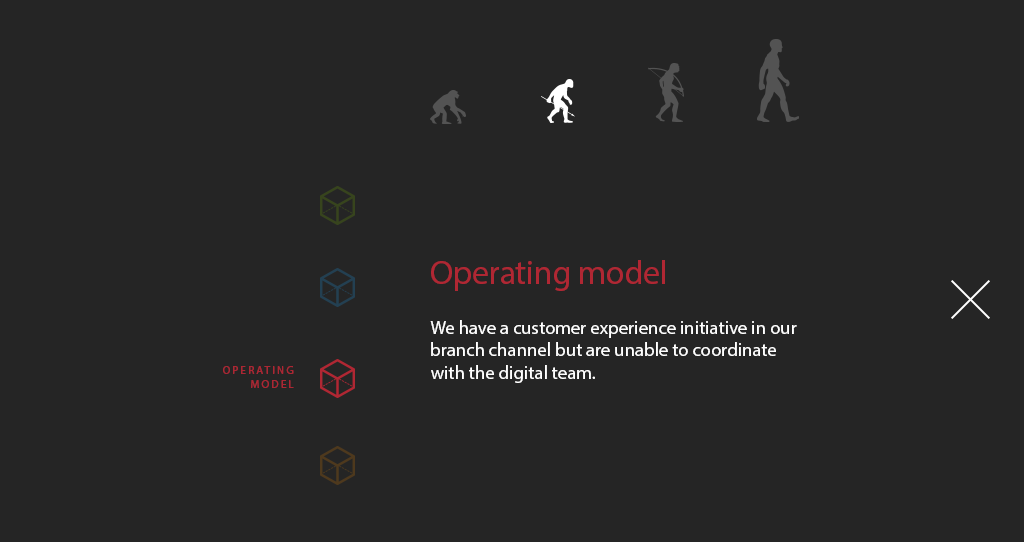 Operating model
We have a customer experience initiative in our
branch channel but are unable to coordinate
with the digital team.
OPERATING
MODEL